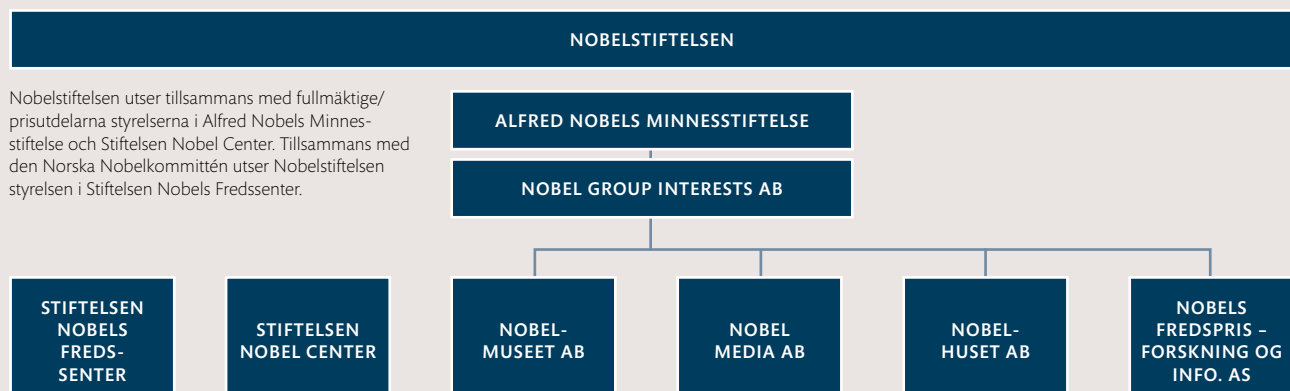 NOBELSTIFTELSEN
Nobelstiftelsen utser tillsammans med fullmäktige/
prisutdelarna styrelserna i Alfred Nobels Minnes-
stiftelse och Stiftelsen Nobel Center. Tillsammans med
den Norska Nobelkommittén utser Nobelstiftelsen
styrelsen i Stiftelsen Nobels Fredssenter.
ALFRED NOBELS MINNESSTIFTELSE
NOBEL GROUP INTERESTS AB
STIFTELSEN
NOBELS
FREDS-
SENTER
STIFTELSEN
NOBEL CENTER
NOBEL-
MUSEET AB
NOBEL
MEDIA AB
NOBEL-
HUSET AB
NOBELS
FREDSPRIS –
FORSKNING OG
INFO. AS